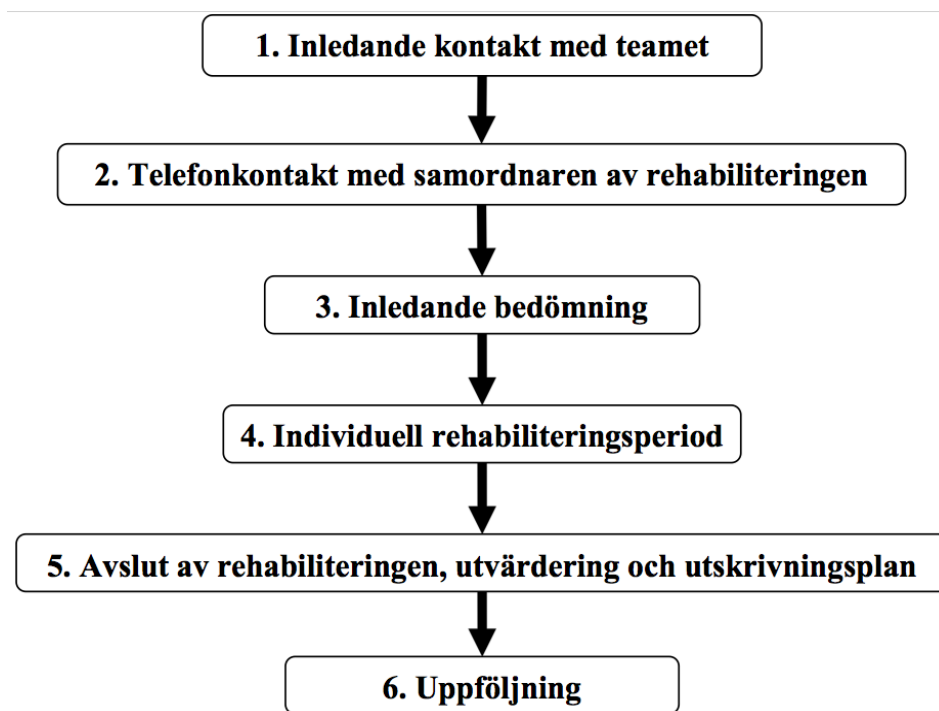 1. Inledande kontakt med teamet
2. Telefonkontakt med samordnaren av rehabiliteringen
3. Inledande bedömning
4. Individuell rehabiliteringsperiod
5. Avslut av rehabiliteringen, utvärdering och utskrivningsplan
6. Uppföljning